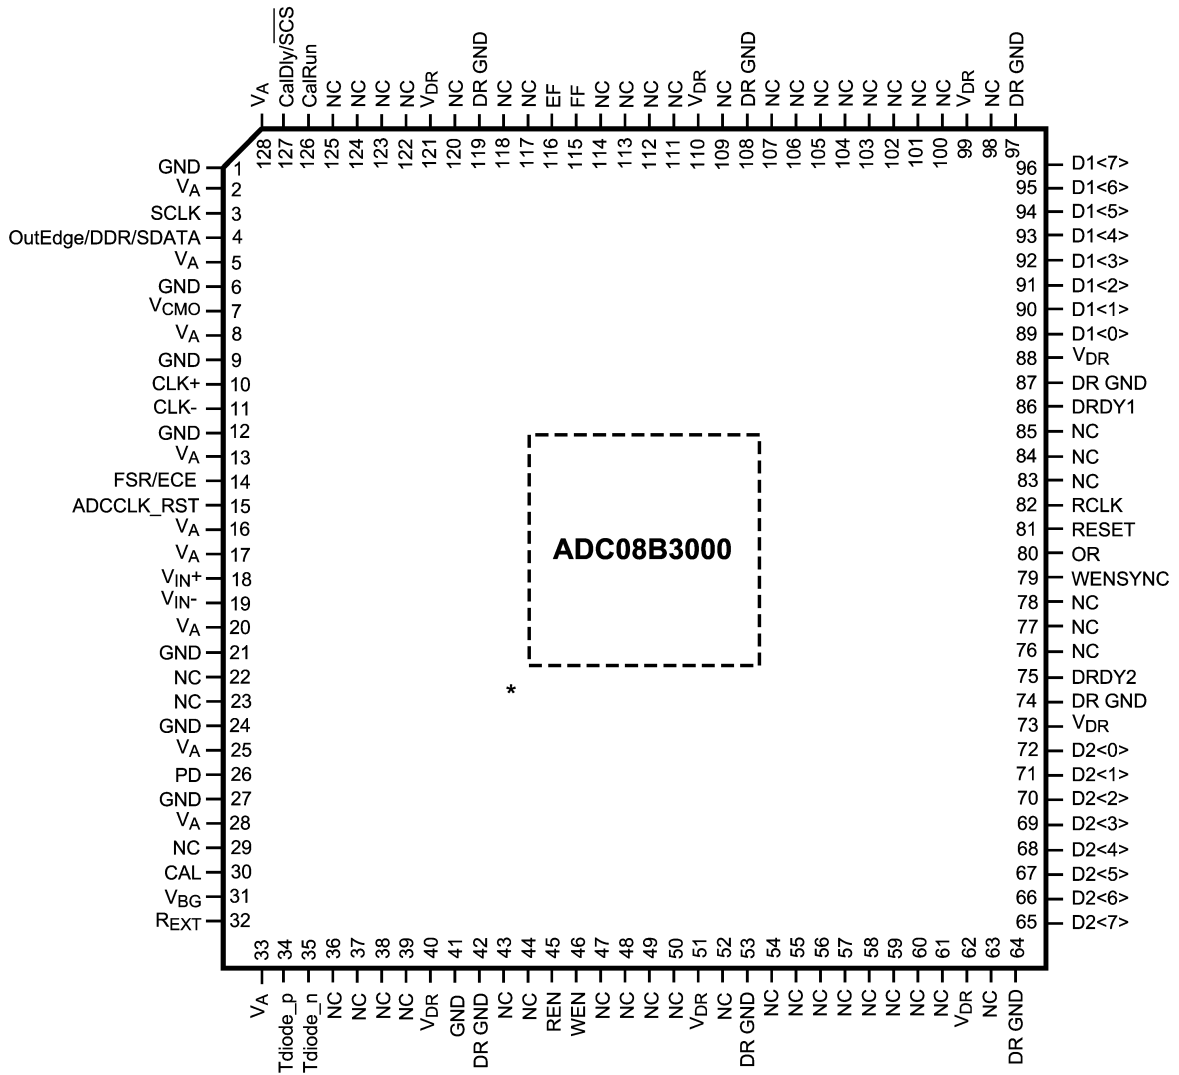 VA
CalDly/SCS
CalRun
NC
NC
NC
NC
VDR
NC
DR GND
NC
NC
EF
FF
NC
NC
NC
NC
VDR
NC
DR GND
NC
NC
NC
NC
NC
NC
NC
NC
VDR
NC
DR GND
128
127
126
125
124
123
122
121
120
119
118
117
116
115
114
113
112
111
110
109
108
107
106
105
104
103
102
101
100
99
98
97
GND 1
VA 2
SCLK 3
OutEdge/DDR/SDATA 4
VA 5
GND 6
VCMO 7
VA 8
GND 9
CLK+ 10
CLK- 11
GND 12
VA 13
FSR/ECE 14
ADCCLK_RST 15
VA 16
VA 17
VIN+ 18
VIN- 19
VA 20
GND 21
NC 22
NC 23
GND 24
VA 25
PD 26
GND 27
VA 28
NC 29
CAL 30
VBG 31
REXT 32
ADC08B3000
*
96 D1<7>
95 D1<6>
94 D1<5>
93 D1<4>
92 D1<3>
91 D1<2>
90 D1<1>
89 D1<0>
88 VDR
87 DR GND
86 DRDY1
85 NC
84 NC
83 NC
82 RCLK
81 RESET
80 OR
79 WENSYNC
78 NC
77 NC
76 NC
75 DRDY2
74 DR GND
73 VDR
72 D2<0>
71 D2<1>
70 D2<2>
69 D2<3>
68 D2<4>
67 D2<5>
66 D2<6>
65 D2<7>
33
34
35
36
37
38
39
40
41
42
43
44
45
46
47
48
49
50
51
52
53
54
55
56
57
58
59
60
61
62
63
64
VA
Tdiode_p
Tdiode_n
NC
NC
NC
NC
VDR
GND
DR GND
NC
NC
REN
WEN
NC
NC
NC
NC
VDR
NC
DR GND
NC
NC
NC
NC
NC
NC
NC
NC
VDR
NC
DR GND